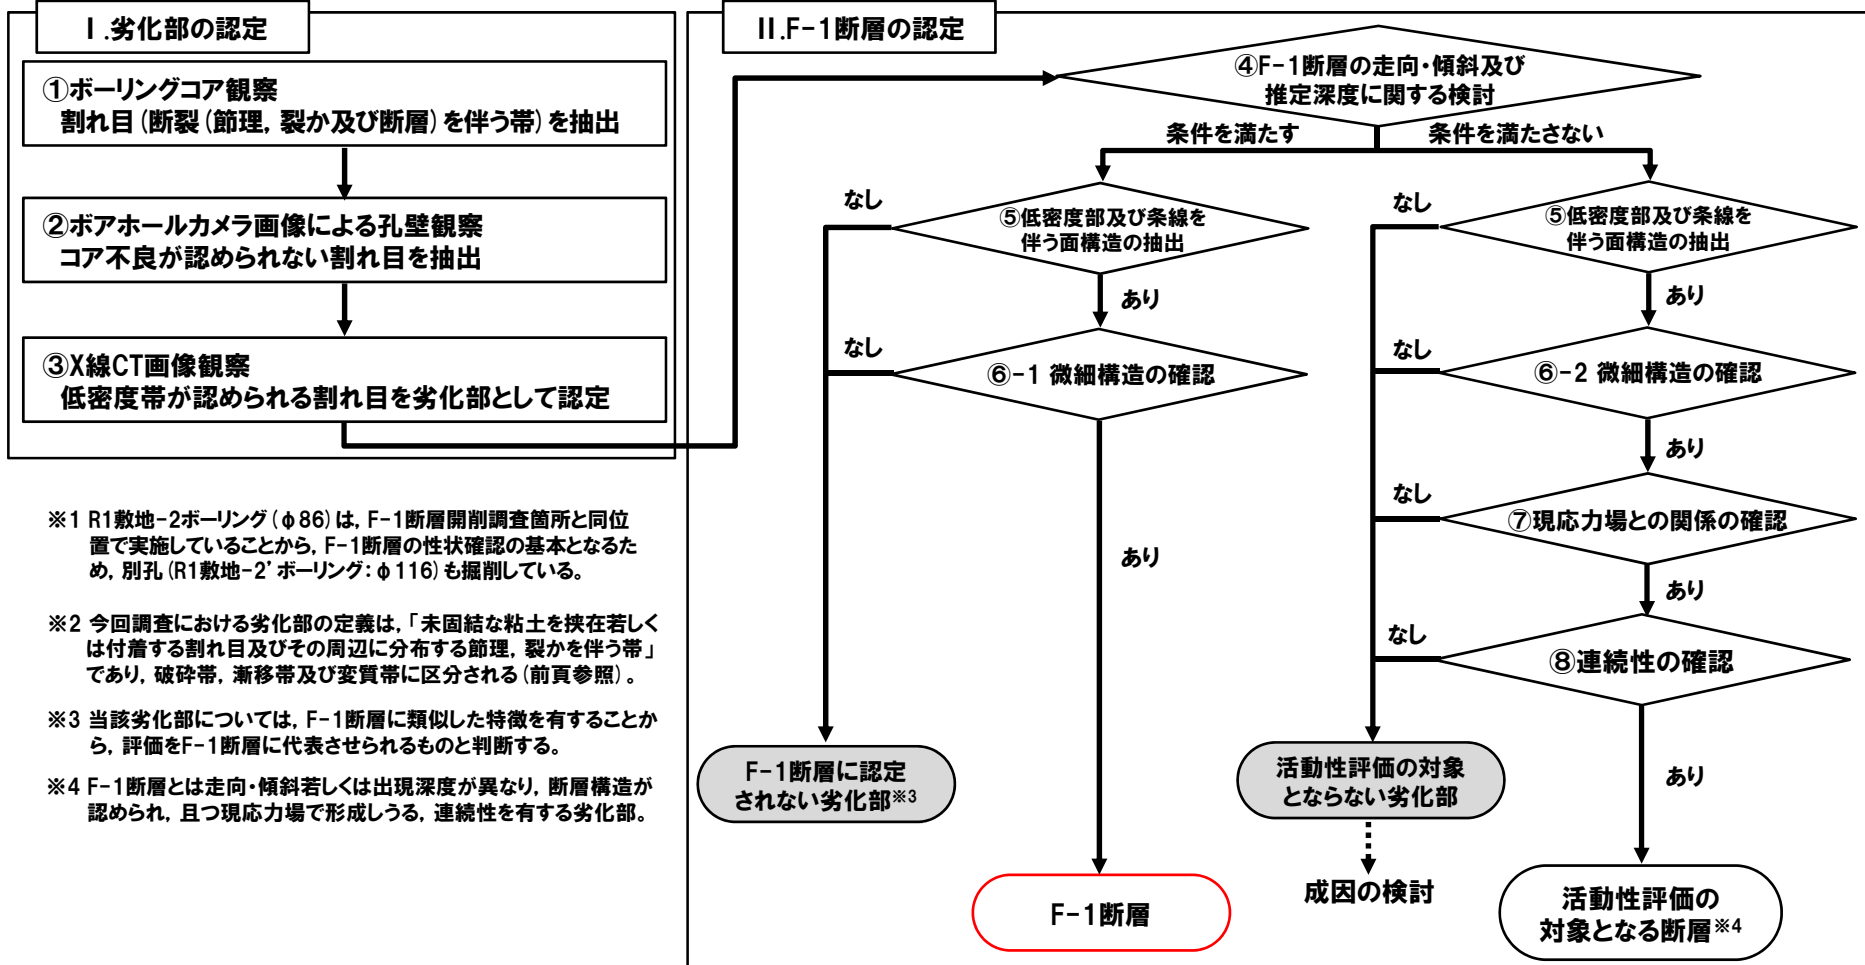 Ⅰ.劣化部の認定
①ボーリングコア観察
割れ目(断裂(節理,裂か及び断層)を伴う帯)を抽出
②ボアホールカメラ画像による孔壁観察
コア不良が認められない割れ目を抽出
③X線CT画像観察
低密度帯が認められる割れ目を劣化部として認定
※1 R1敷地-2ボーリング(φ86)は,F-1断層開削調査箇所と同位
置で実施していることから,F-1断層の性状確認の基本となるた
め,別孔(R1敷地-2’ボーリング:φ116)も掘削している。
※2 今回調査における劣化部の定義は,「未固結な粘土を挟在若しく
は付着する割れ目及びその周辺に分布する節理,裂かを伴う帯」
であり,破砕帯,漸移帯及び変質帯に区分される(前頁参照)。
※3 当該劣化部については,F-1断層に類似した特徴を有することか
ら,評価をF-1断層に代表させられるものと判断する。
※4 F-1断層とは走向・傾斜若しくは出現深度が異なり,断層構造が
認められ,且つ現応力場で形成しうる,連続性を有する劣化部。
II.F-1断層の認定
④F-1断層の走向・傾斜及び
推定深度に関する検討
条件を満たす
条件を満たさない
なし
⑤低密度部及び条線を
伴う面構造の抽出
あり
なし
⑥-1 微細構造の確認
あり
F-1断層に認定
されない劣化部※3
F-1断層
なし
⑤低密度部及び条線を
伴う面構造の抽出
あり
なし
⑥-2 微細構造の確認
あり
なし
⑦現応力場との関係の確認
あり
なし
⑧連続性の確認
あり
活動性評価の対象
とならない劣化部
成因の検討
活動性評価の
対象となる断層※4